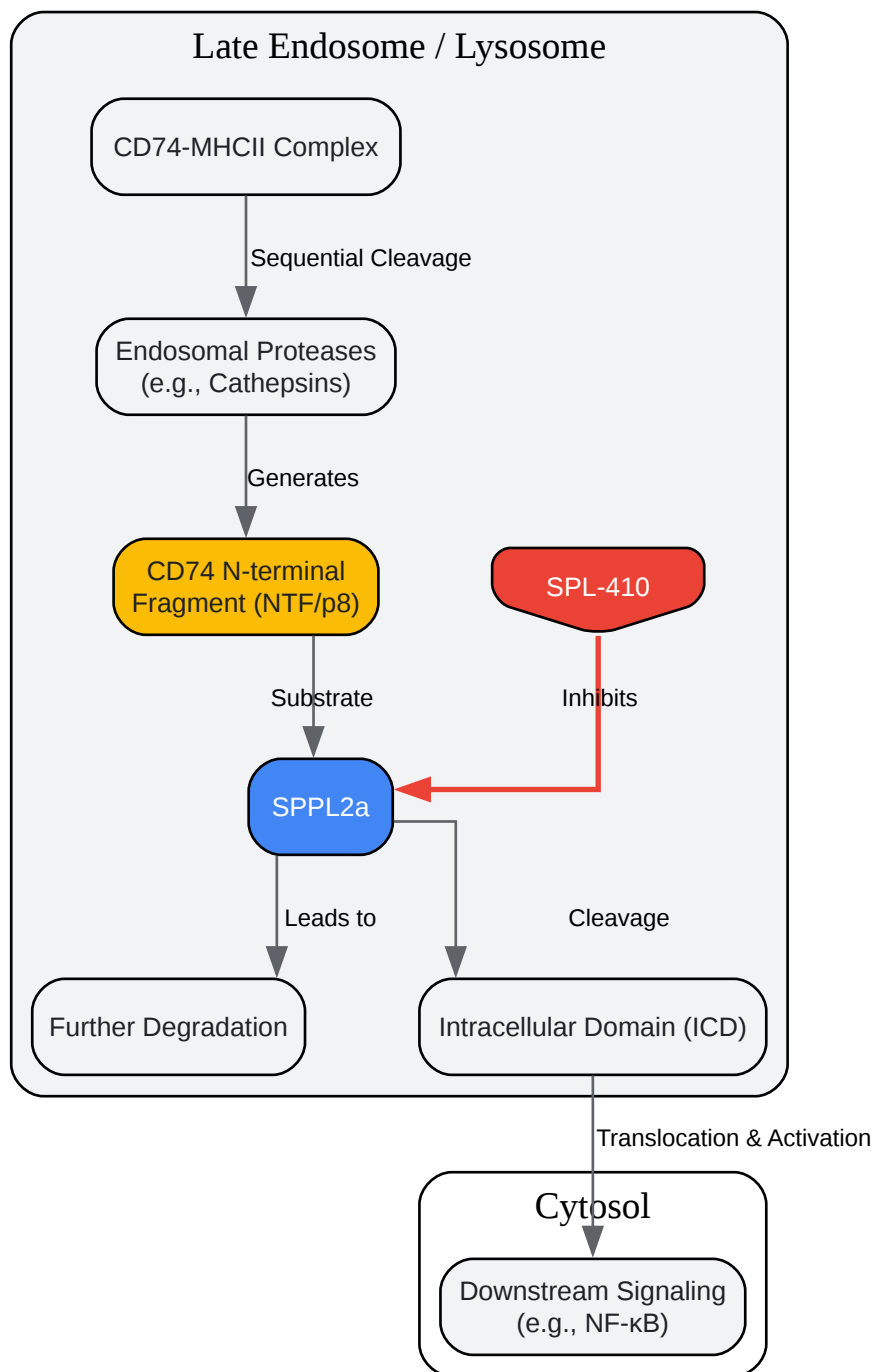 Late Endosome / Lysosome
CD74-MHCII Complex
Sequential Cleavage
Endosomal Proteases
(e.g., Cathepsins)
Generates
CD74 N-terminal
Fragment (NTF/p8)
SPL-410
Substrate
Inhibits
SPPL2a
Leads to
Cleavage
Further Degradation
Intracellular Domain (ICD)
Translocation & Activation
Cytosol
Downstream Signaling
(e.g., NF-κB)